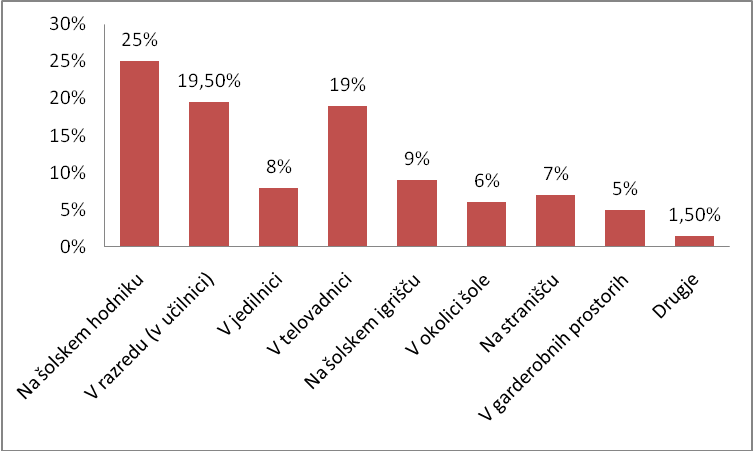 30%
25%
20%
15%
10%
5%
0%
25%
19,50%
8%
19%
9%
6%
7%
5%
1,50%
Na šolskem hodniku
V razredu (v učilnici)
V jedilnici
V telovadnici
Na šolskem igrišču
V okolici šole
Na stranišču
V garderobnih prostorih
Drugje